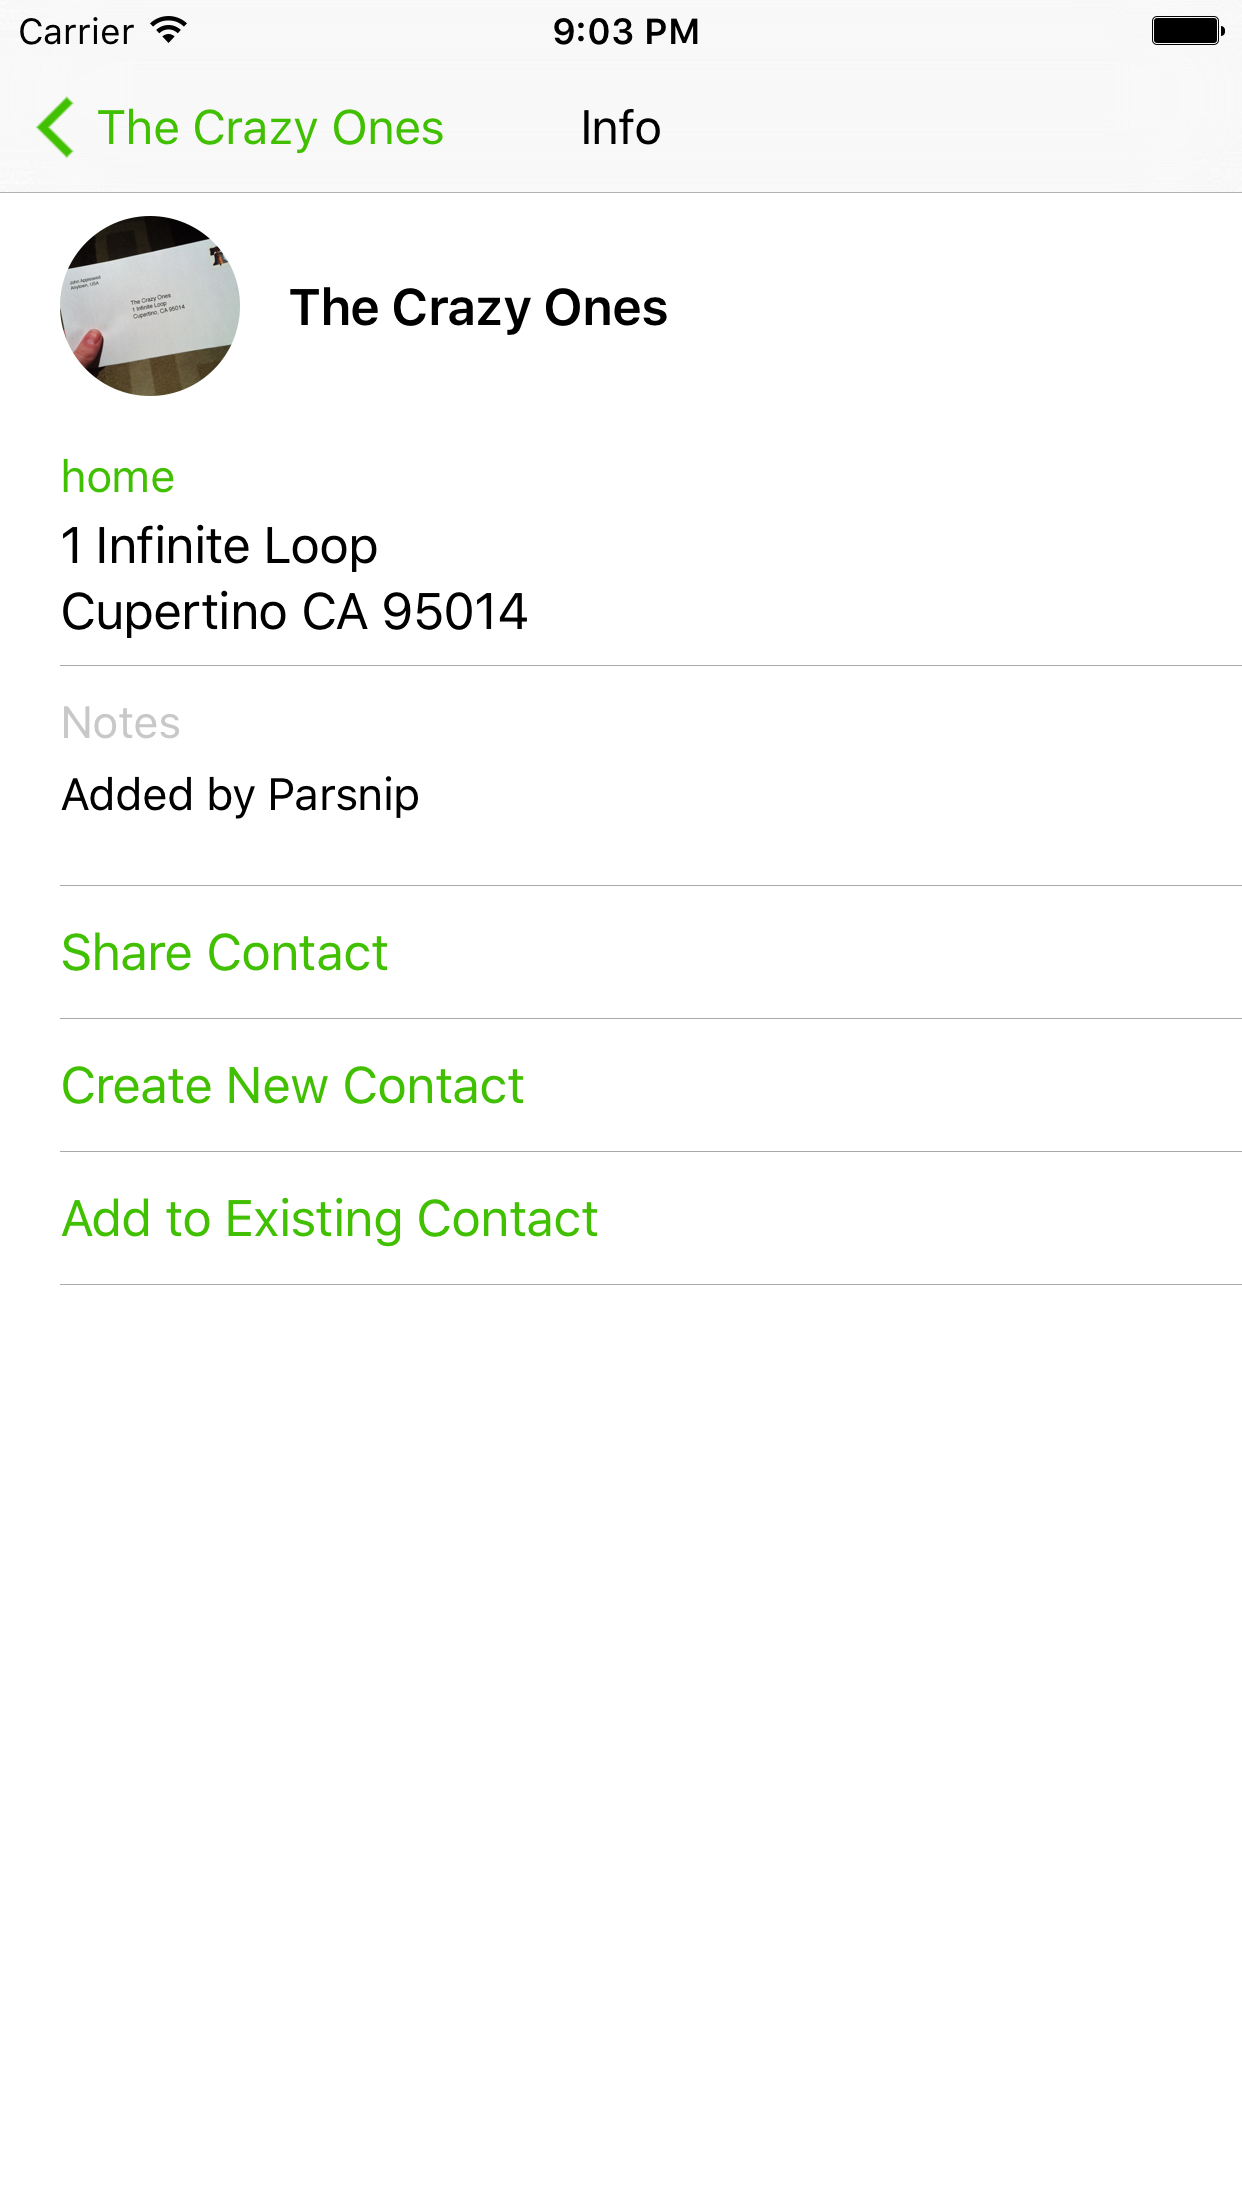 Carrier 9:03 PM
The Crazy Ones Info
John Appleseed
Anytown, USA
The Crazy Ones
1 Infinite Loop
Cupertino, CA 95014
The Crazy Ones
home
1 Infinite Loop
Cupertino CA 95014
Notes
Added by Parsnip
Share Contact
Create New Contact
Add to Existing Contact